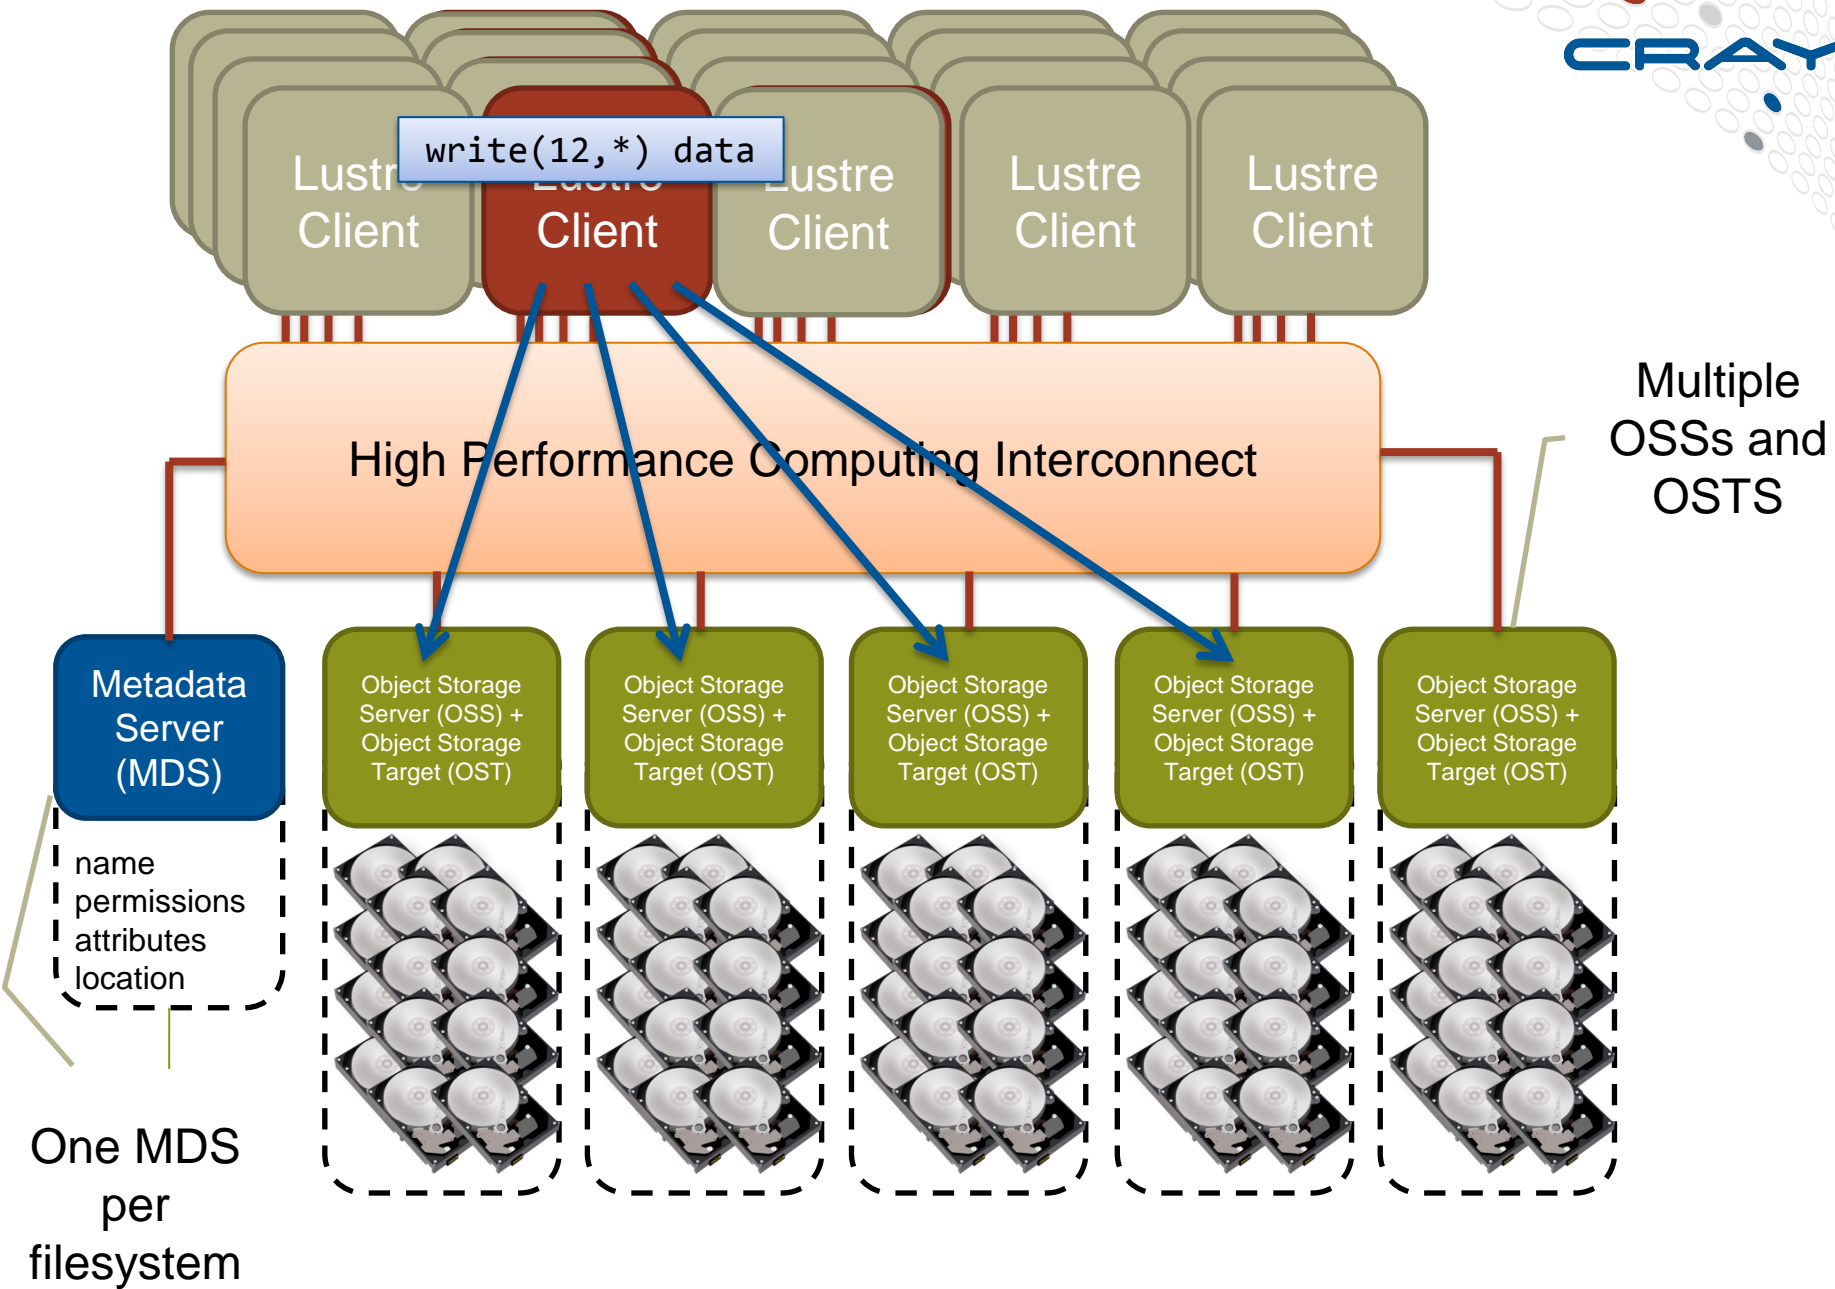 CRAY
write(12,*) data
Lustre
Client
Lustre
Client
Lustre
Client
Lustre
Client
Lustre
Client
High Performance Computing Interconnect
Multiple
OSSs and
OSTS
Metadata
Server
(MDS)
name
permissions
attributes
location
Object Storage
Server (OSS) +
Object Storage
Target (OST)
Object Storage
Server (OSS) +
Object Storage
Target (OST)
Object Storage
Server (OSS) +
Object Storage
Target (OST)
Object Storage
Server (OSS) +
Object Storage
Target (OST)
Object Storage
Server (OSS) +
Object Storage
Target (OST)
One MDS
per
filesystem